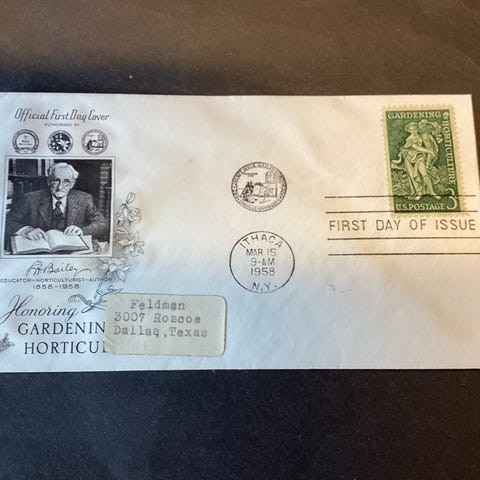 Official First Day Cover
AUTHORIZED BY
EDUCATOR - HORTICULTURIST - AUTHOR
1858-1958
Honoring
GARDENIN
HORTICUL
Feldman
3007 Roscoe
Dallas, Texas
ITHACA
MAR 15
9-AM
1958
N.Y.
GARDENING
HORTICULTURE
U.S. POSTAGE 3¢
FIRST DAY OF ISSUE